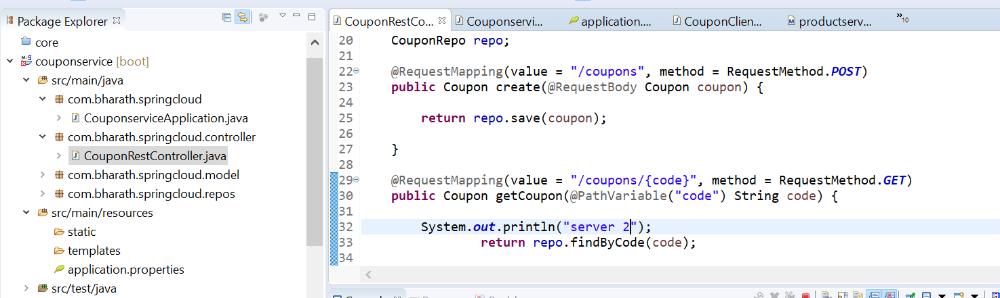 Package Explorer
core
couponservice [boot]
src/main/java
com.bharath.springcloud
CouponserviceApplication.java
com.bharath.springcloud.controller
CouponRestController.java
com.bharath.springcloud.model
com.bharath.springcloud.repos
src/main/resources
static
templates
application.properties
src/test/java
CouponRestCo... Couponservi... application.... CouponClien... productserv... »10
20 CouponRepo repo;
21
22 @RequestMapping(value = "/coupons", method = RequestMethod.POST)
23 public Coupon create(@RequestBody Coupon coupon) {
24
25 return repo.save(coupon);
26
27 }
28
29 @RequestMapping(value = "/coupons/{code}", method = RequestMethod.GET)
30 public Coupon getCoupon(@PathVariable("code") String code) {
31
32 System.out.println("server 2");
33 return repo.findByCode(code);
34